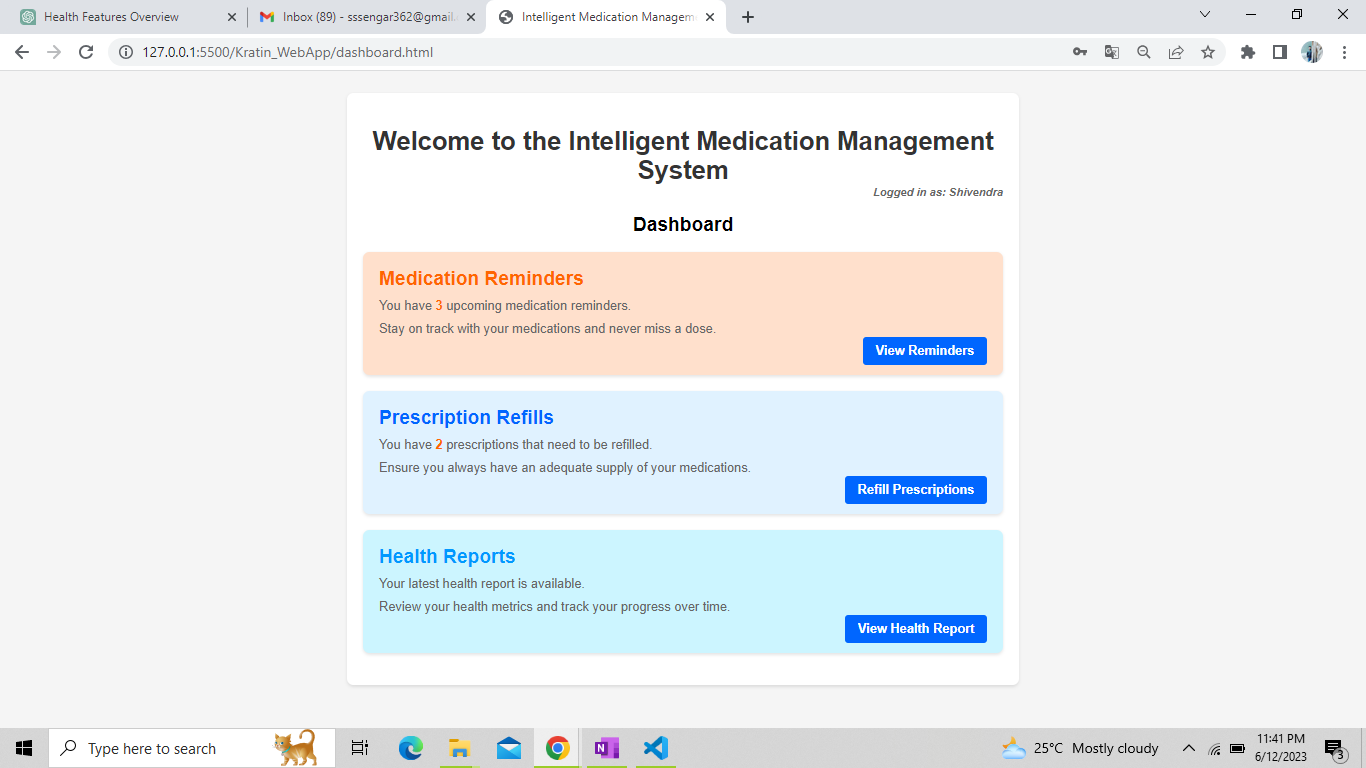 Health Features Overview
Inbox (89) - sssengar362@gmail.
Intelligent Medication Managem
127.0.0.1:5500/Kratin_WebApp/dashboard.html
Welcome to the Intelligent Medication Management
System
Logged in as: Shivendra
Dashboard
Medication Reminders
You have 3 upcoming medication reminders.
Stay on track with your medications and never miss a dose.
View Reminders
Prescription Refills
You have 2 prescriptions that need to be refilled.
Ensure you always have an adequate supply of your medications.
Refill Prescriptions
Health Reports
Your latest health report is available.
Review your health metrics and track your progress over time.
View Health Report
Type here to search
N
25°C Mostly cloudy
11:41 PM
6/12/2023
3